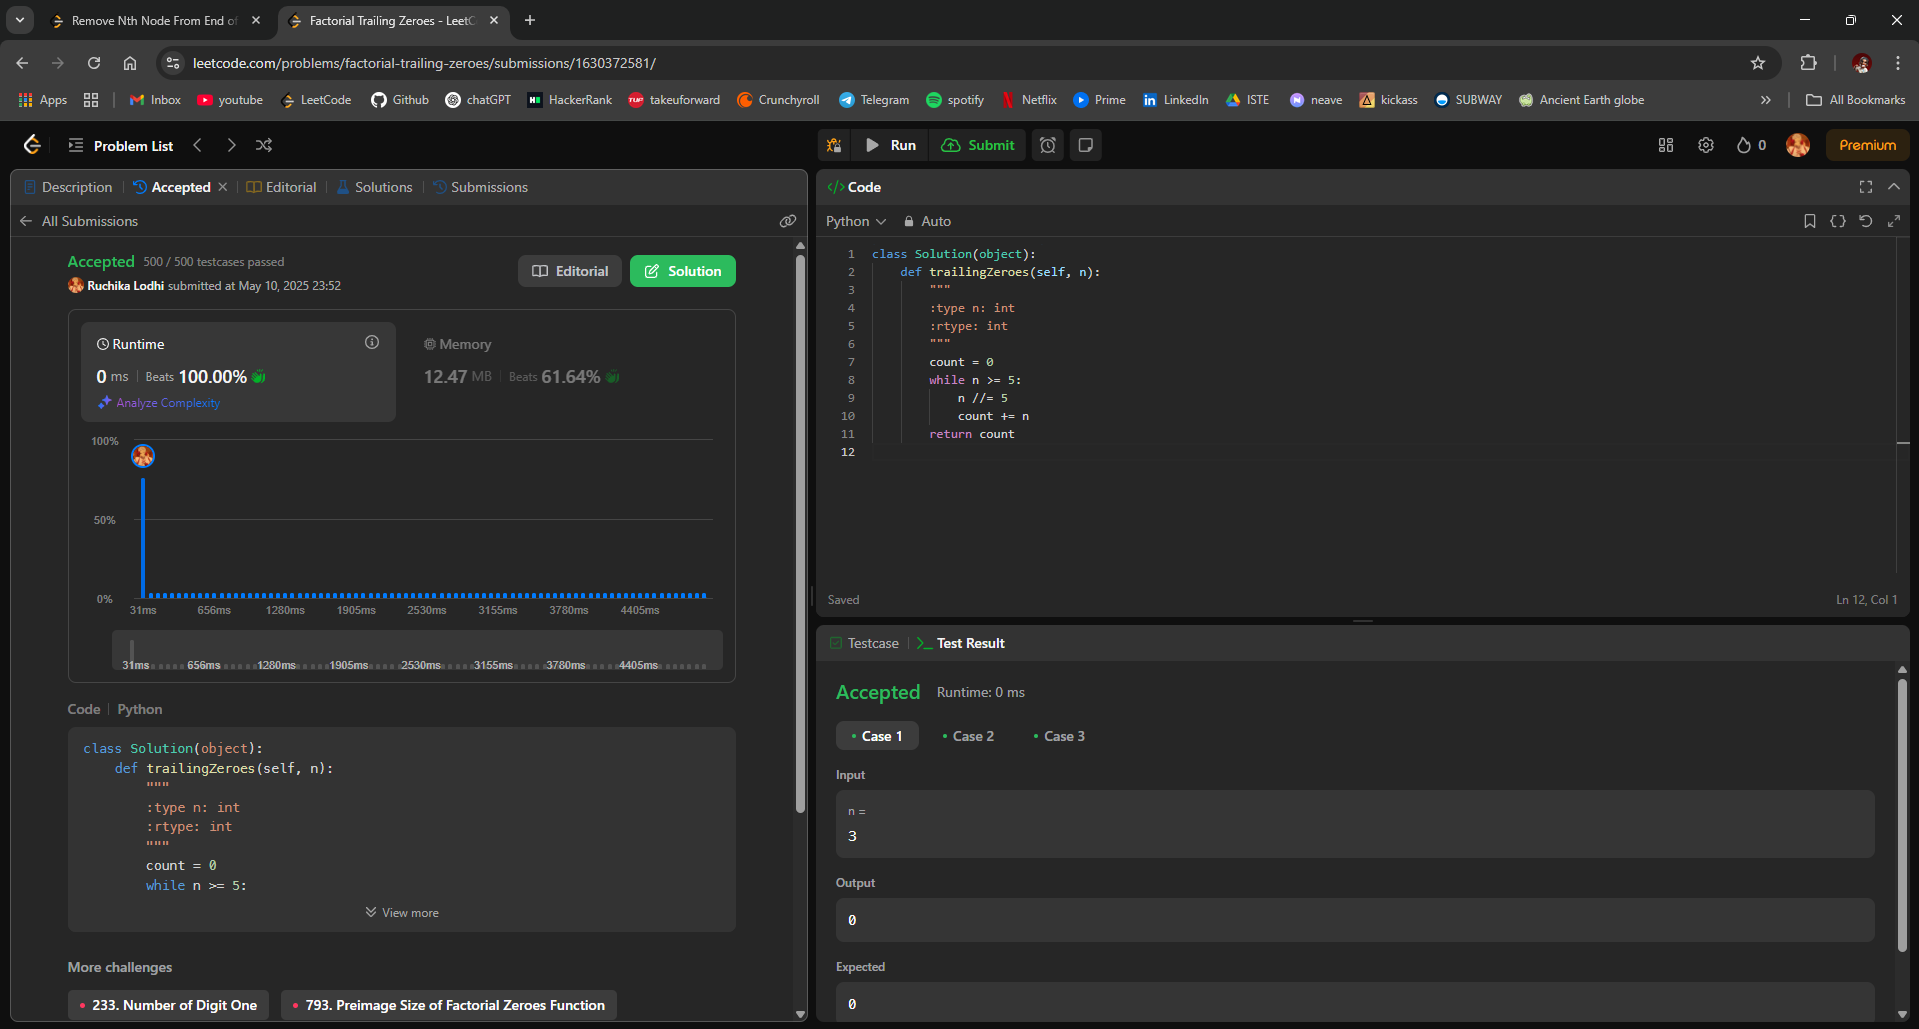 Remove Nth Node From End of
Factorial Trailing Zeroes - LeetC
leetcode.com/problems/factorial-trailing-zeroes/submissions/1630372581/
Apps Inbox youtube LeetCode Github chatGPT HackerRank takeuforward Crunchyroll Telegram spotify Netflix Prime LinkedIn ISTE neave kickass SUBWAY Ancient Earth globe » All Bookmarks
Problem List Run Submit 0 Premium
Description Accepted Editorial Solutions Submissions
All Submissions
Accepted 500 / 500 testcases passed
Ruchika Lodhi submitted at May 10, 2025 23:52
Editorial Solution
Runtime
0 ms Beats 100.00%
Analyze Complexity
Memory
12.47 MB Beats 61.64%
100%
50%
0%
31ms 656ms 1280ms 1905ms 2530ms 3155ms 3780ms 4405ms
31ms 656ms 1280ms 1905ms 2530ms 3155ms 3780ms 4405ms
Code Python
class Solution(object):
def trailingZeroes(self, n):
"""
:type n: int
:rtype: int
"""
count = 0
while n >= 5:
View more
More challenges
233. Number of Digit One 793. Preimage Size of Factorial Zeroes Function
</> Code
Python Auto
1 class Solution(object):
2 def trailingZeroes(self, n):
3 """
4 :type n: int
5 :rtype: int
6 """
7 count = 0
8 while n >= 5:
9 n //= 5
10 count += n
11 return count
12
Saved Ln 12, Col 1
Testcase >_ Test Result
Accepted Runtime: 0 ms
Case 1 Case 2 Case 3
Input
n =
3
Output
0
Expected
0